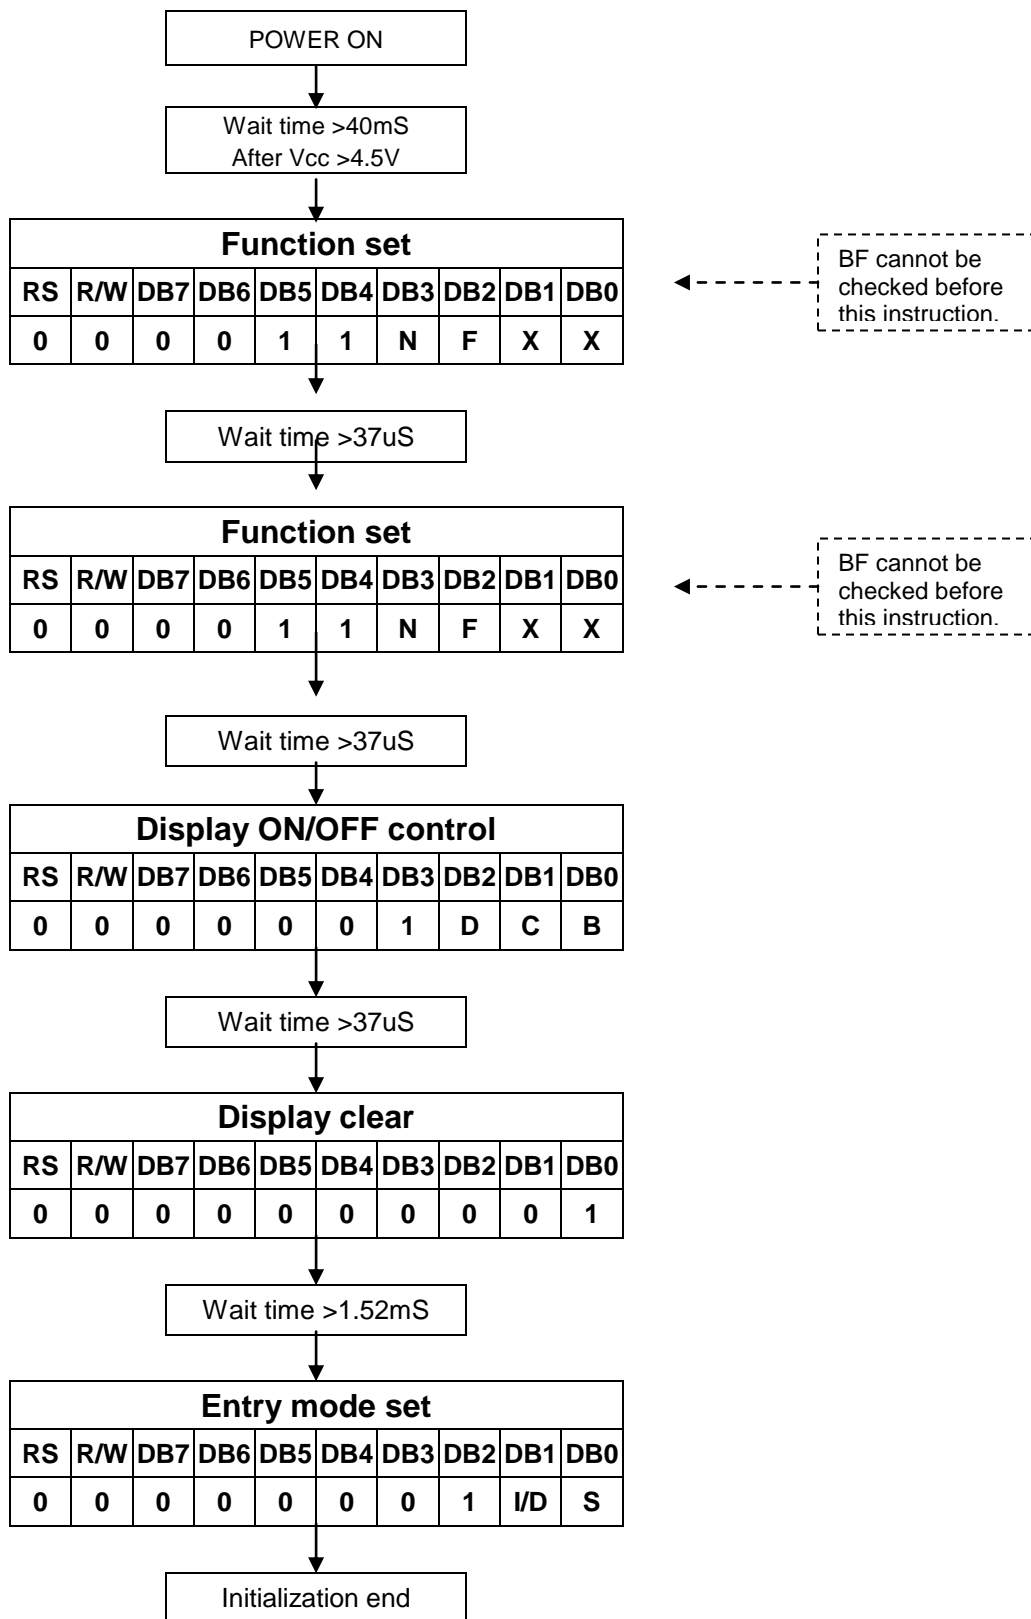 POWER ON
Wait time >40mS
After Vcc >4.5V
Function set
RS R/W DB7 DB6 DB5 DB4 DB3 DB2 DB1 DB0
0 0 0 0 1 1 N F X X
BF cannot be
checked before
this instruction.
Wait time >37uS
Function set
RS R/W DB7 DB6 DB5 DB4 DB3 DB2 DB1 DB0
0 0 0 0 1 1 N F X X
BF cannot be
checked before
this instruction.
Wait time >37uS
Display ON/OFF control
RS R/W DB7 DB6 DB5 DB4 DB3 DB2 DB1 DB0
0 0 0 0 0 0 1 D C B
Wait time >37uS
Display clear
RS R/W DB7 DB6 DB5 DB4 DB3 DB2 DB1 DB0
0 0 0 0 0 0 0 0 0 1
Wait time >1.52mS
Entry mode set
RS R/W DB7 DB6 DB5 DB4 DB3 DB2 DB1 DB0
0 0 0 0 0 0 0 1 I/D S
Initialization end